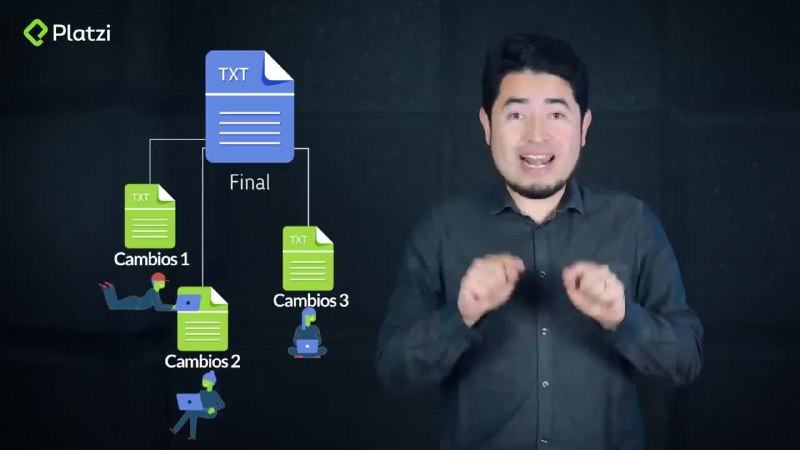 Platzi
TXT
Final
TXT
Cambios 1
TXT
Cambios 3
Cambios 2